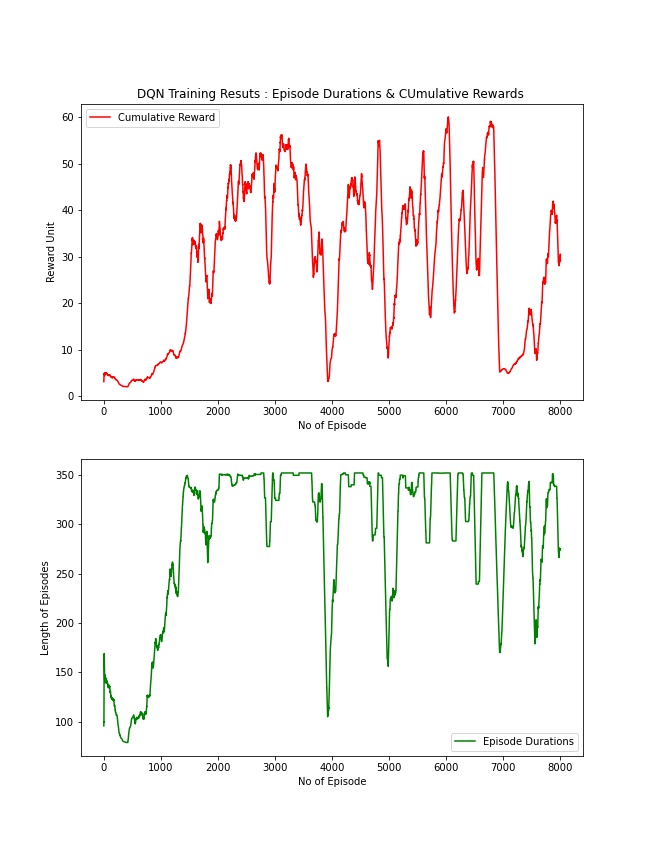 DQN Training Resuts : Episode Durations & CUmulative Rewards
60
50
40
30
20
10
0
Reward Unit
Cumulative Reward
0 1000 2000 3000 4000 5000 6000 7000 8000
No of Episode
350
300
250
200
150
100
Length of Episodes
Episode Durations
0 1000 2000 3000 4000 5000 6000 7000 8000
No of Episode